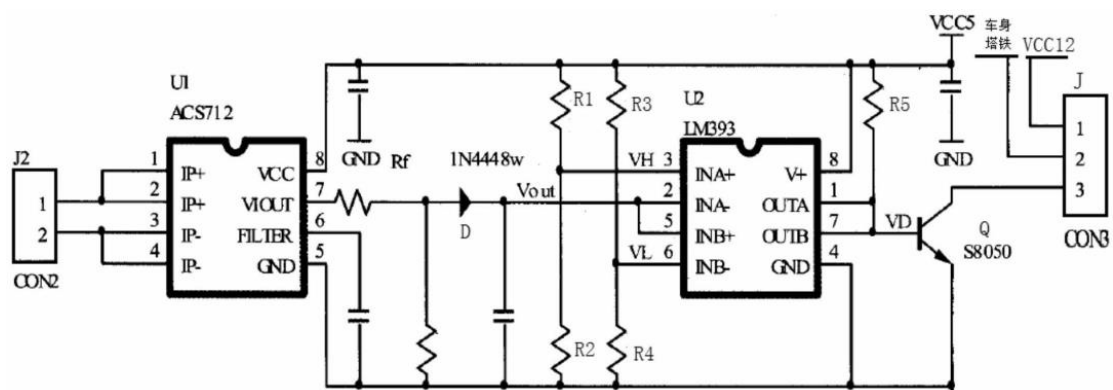 VCC5
车身
塔铁
VCC12
U1
ACS712
J2
1
2
CON2
1
2
3
4
IP+
IP+
IP-
IP-
VCC
VIOUT
FILTER
GND
8
7
6
5
GND
Rf
1N4448w
D
Vout
R1
R3
R2
R4
VH
VL
U2
LM393
3
2
5
6
INA+
INA-
INB+
INB-
V+
OUTA
OUTB
GND
8
1
7
4
R5
GND
VD
Q
S8050
J
1
2
3
CON3